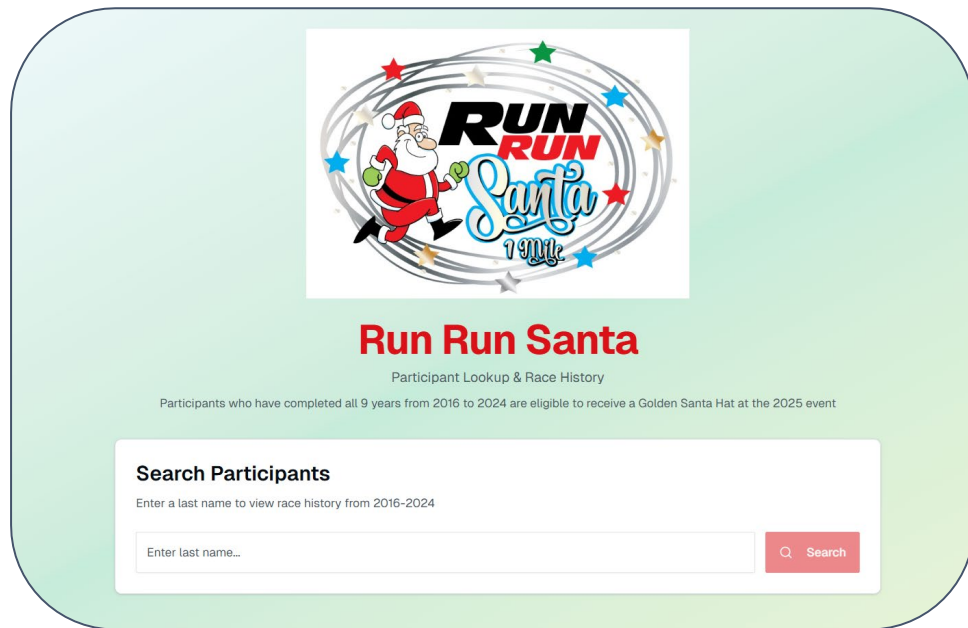 RUN
RUN
Santa
1 Mile
Run Run Santa
Participant Lookup & Race History
Participants who have completed all 9 years from 2016 to 2024 are eligible to receive a Golden Santa Hat at the 2025 event
Search Participants
Enter a last name to view race history from 2016-2024
Enter last name...
Search